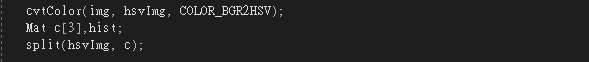 cvtColor(img, hsvImg, COLOR_BGR2HSV);
Mat c[3],hist;
split(hsvImg, c);